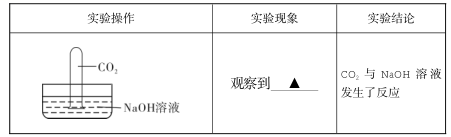 实验操作 实验现象 实验结论
CO₂
NaOH溶液
观察到 ▲
CO₂ 与 NaOH 溶液
发生了反应